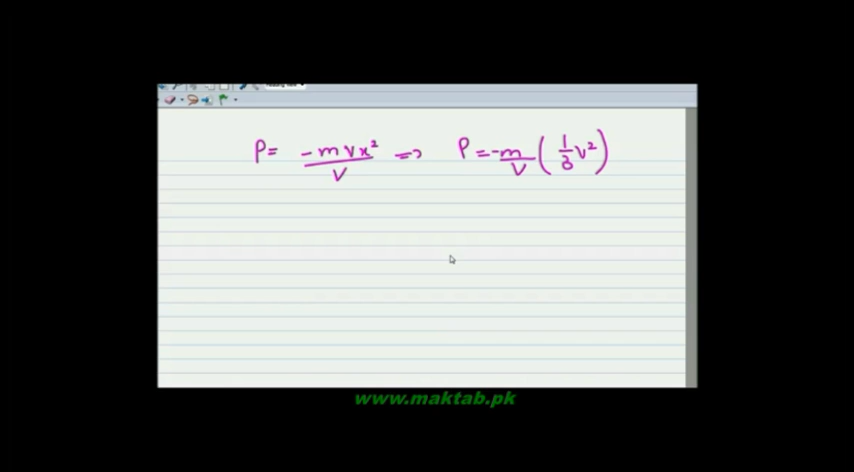 P = -mvx²/V => P = -m/V (1/3 v²)
www.maktab.pk